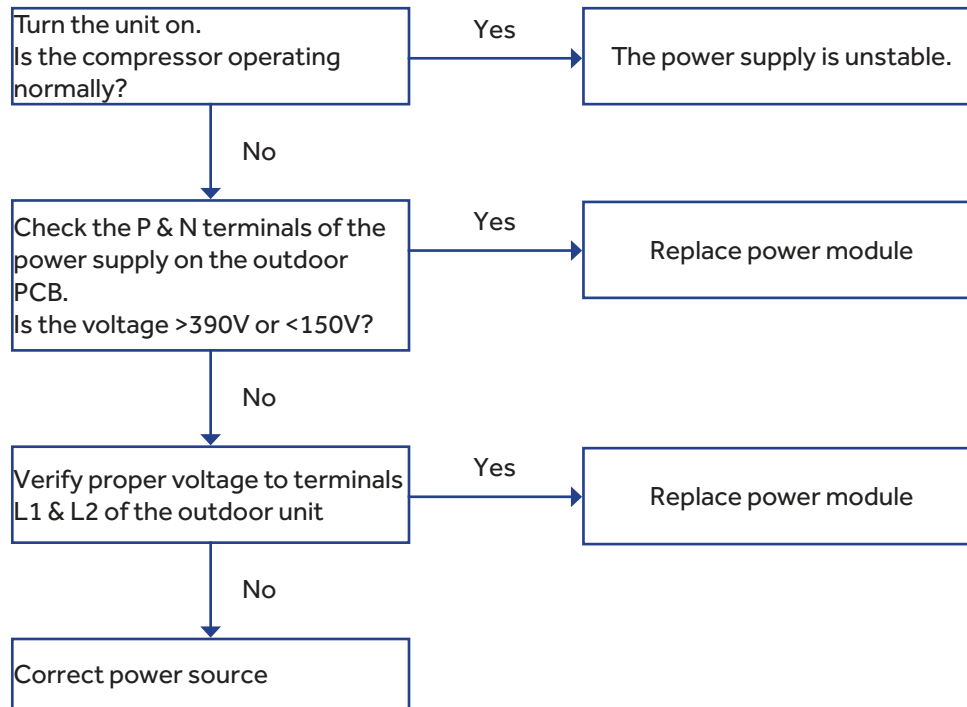 Turn the unit on.
Is the compressor operating
normally?
Yes
The power supply is unstable.
No
Check the P & N terminals of the
power supply on the outdoor
PCB.
Is the voltage >390V or <150V?
Yes
Replace power module
No
Verify proper voltage to terminals
L1 & L2 of the outdoor unit
Yes
Replace power module
No
Correct power source